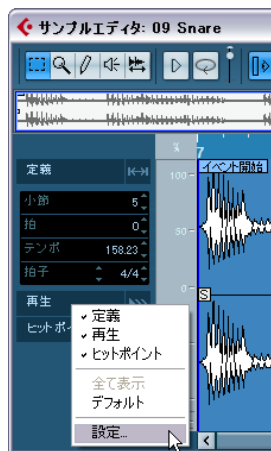 サンプルエディタ: 09 Snare
%
7
定義
100
イベント開始
小節 5
拍 0
90
テンポ 158.23
拍子 4/4
再生
0
S
ヒットポイ
✓定義
✓再生
✓ヒットポイント
全て表示
デフォルト
設定...